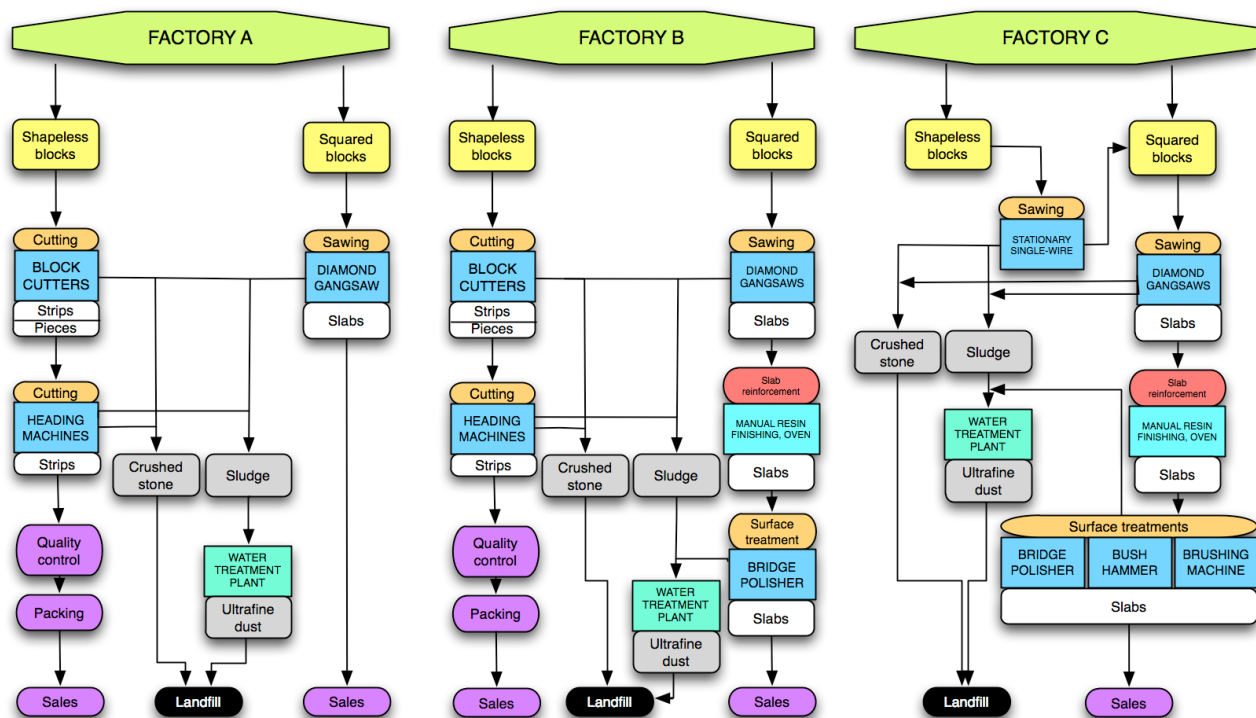 FACTORY A
Shapeless
blocks
Squared
blocks
Cutting
BLOCK
CUTTERS
Strips
Pieces
Sawing
DIAMOND
GANGSAW
Slabs
Cutting
HEADING
MACHINES
Strips
Crushed
stone
Sludge
Quality
control
WATER
TREATMENT
PLANT
Ultrafine
dust
Packing
Sales
Landfill
Sales
FACTORY B
Shapeless
blocks
Squared
blocks
Cutting
BLOCK
CUTTERS
Strips
Pieces
Sawing
DIAMOND
GANGSAWS
Slabs
Cutting
HEADING
MACHINES
Strips
Slab
reinforcement
MANUAL RESIN
FINISHING, OVEN
Slabs
Crushed
stone
Sludge
Quality
control
Surface
treatment
BRIDGE
POLISHER
Slabs
Packing
WATER
TREATMENT
PLANT
Ultrafine
dust
Sales
Landfill
Sales
FACTORY C
Shapeless
blocks
Squared
blocks
Sawing
STATIONARY
SINGLE-WIRE
Sawing
DIAMOND
GANGSAWS
Slabs
Crushed
stone
Sludge
Slab
reinforcement
MANUAL RESIN
FINISHING, OVEN
Slabs
WATER
TREATMENT
PLANT
Ultrafine
dust
Surface treatments
BRIDGE
POLISHER
BUSH
HAMMER
BRUSHING
MACHINE
Slabs
Landfill
Sales